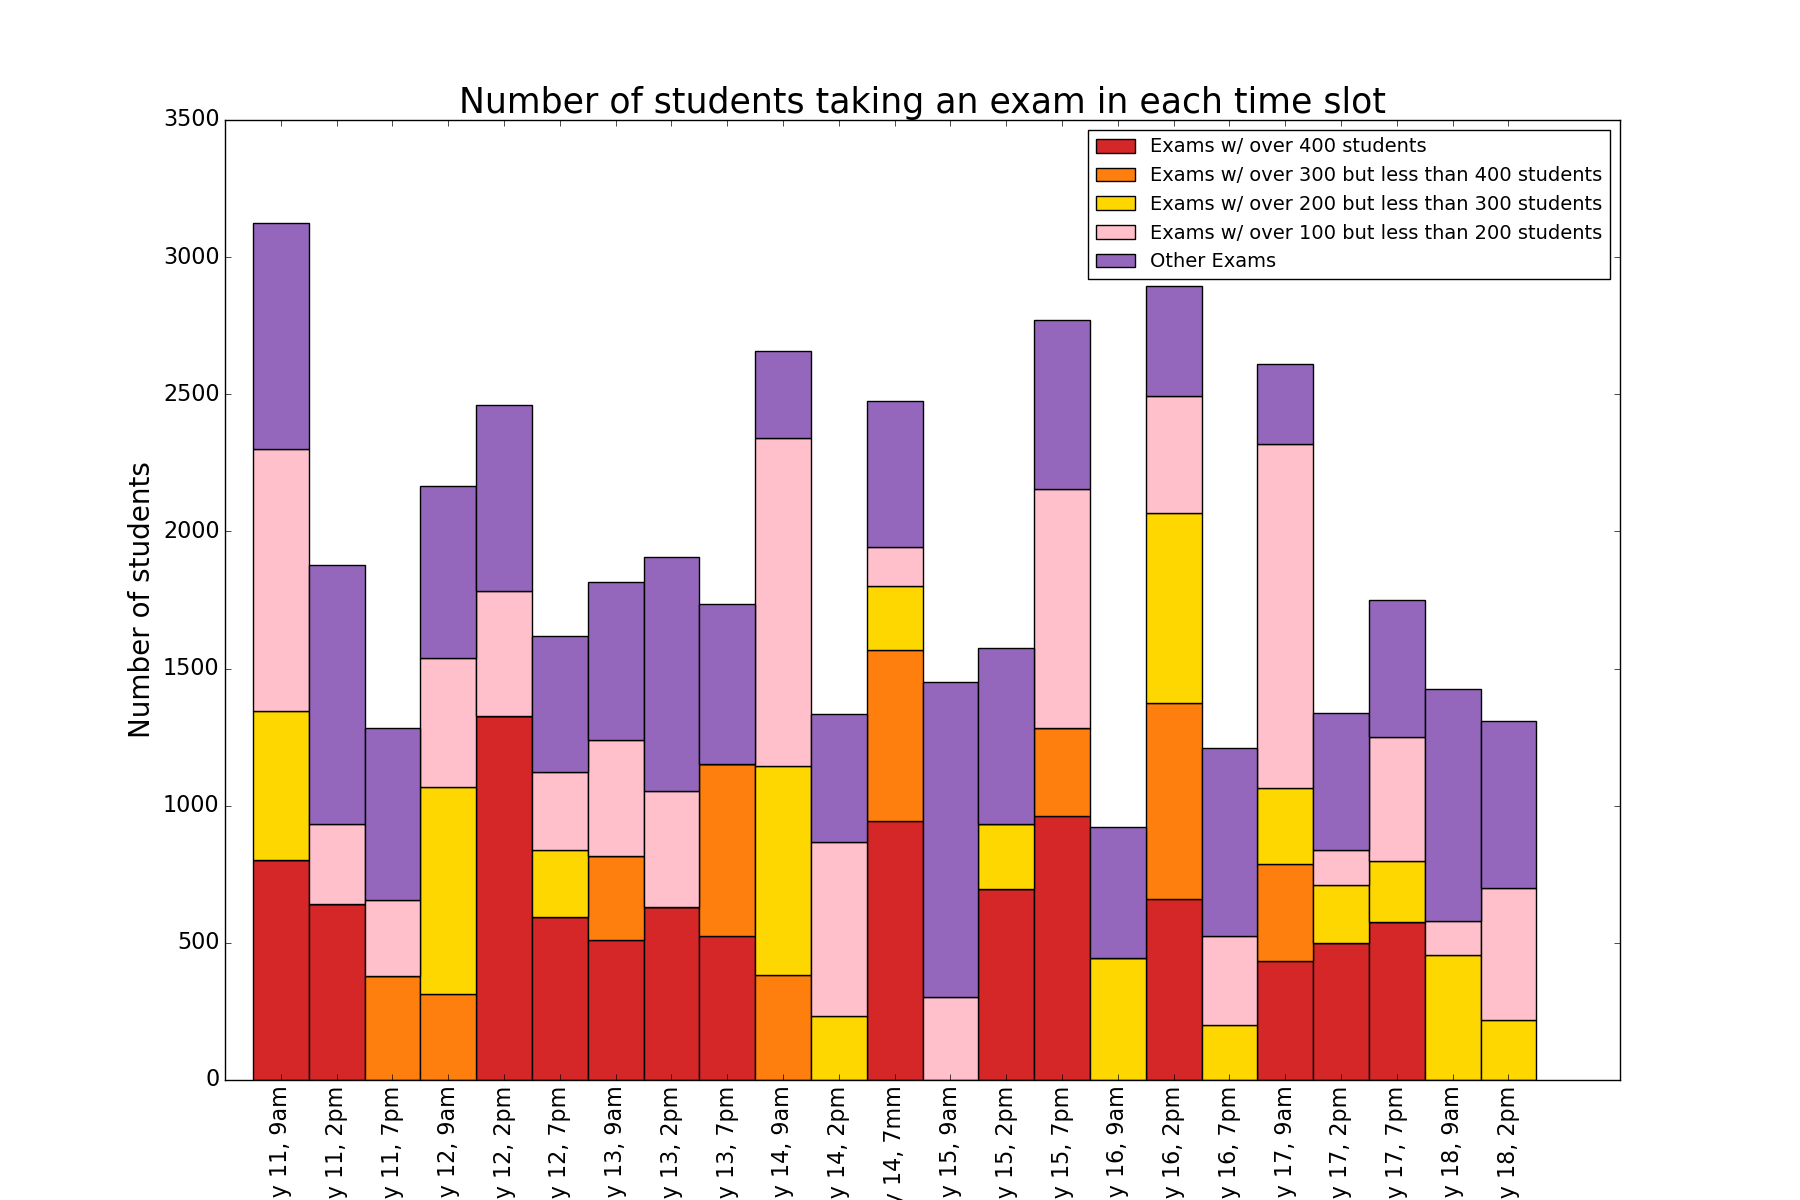 Number of students taking an exam in each time slot
3500
3000
2500
2000
1500
1000
500
0
Number of students
Exams w/ over 400 students
Exams w/ over 300 but less than 400 students
Exams w/ over 200 but less than 300 students
Exams w/ over 100 but less than 200 students
Other Exams
y 11, 9am
y 11, 2pm
y 11, 7pm
y 12, 9am
y 12, 2pm
y 12, 7pm
y 13, 9am
y 13, 2pm
y 13, 7pm
y 14, 9am
y 14, 2pm
y 14, 7mm
y 15, 9am
y 15, 2pm
y 15, 7pm
y 16, 9am
y 16, 2pm
y 16, 7pm
y 17, 9am
y 17, 2pm
y 17, 7pm
y 18, 9am
y 18, 2pm